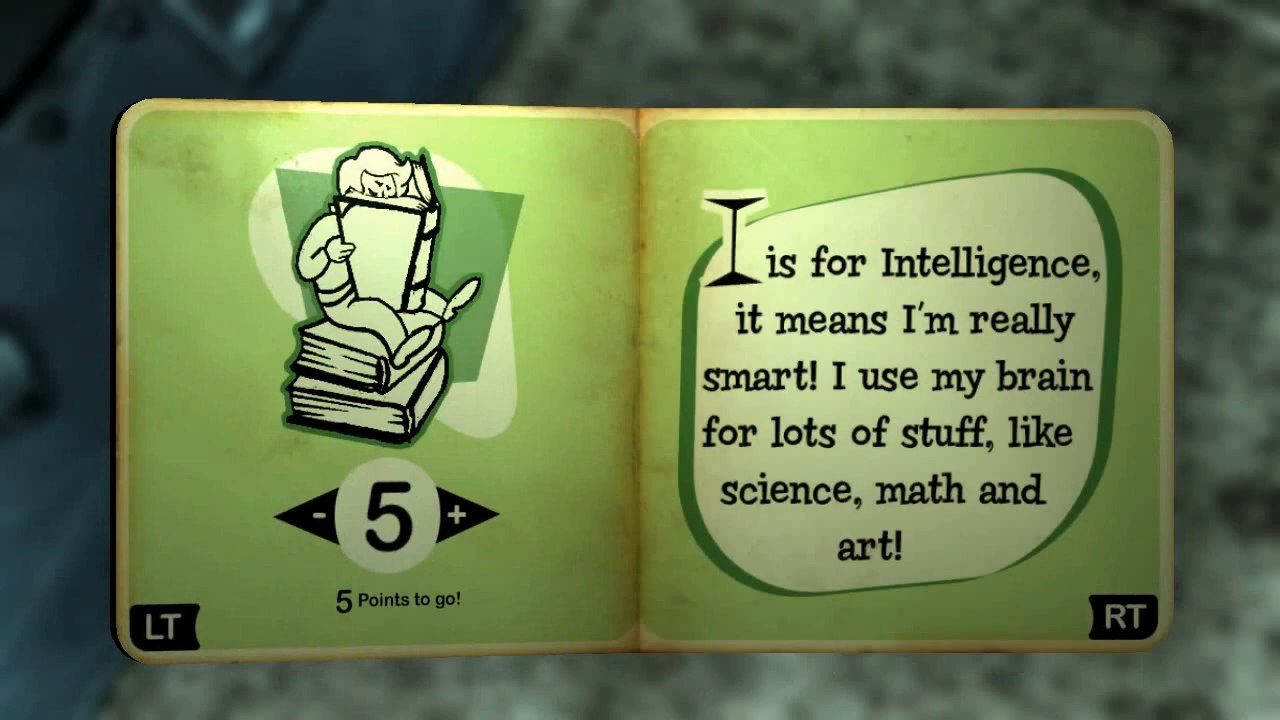 - 5 +
5 Points to go!
LT
I is for Intelligence,
it means I'm really
smart! I use my brain
for lots of stuff, like
science, math and
art!
RT